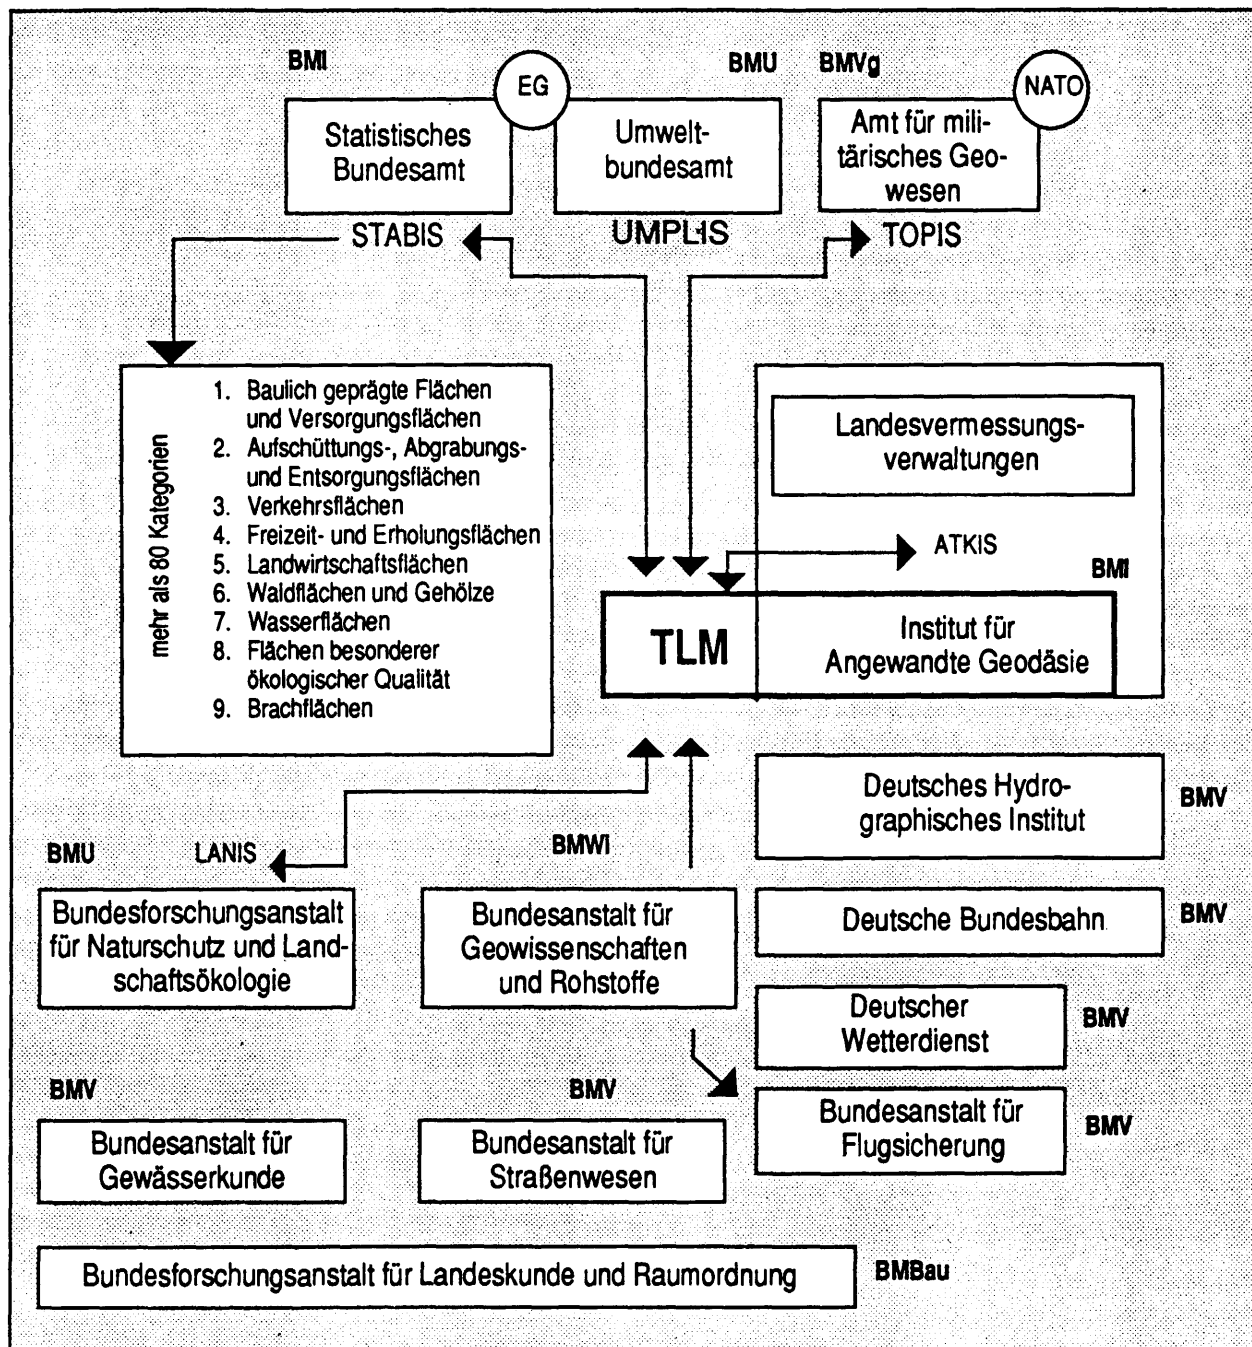 BMI
EG
BMU
BMVg
NATO
Statistisches
Bundesamt
Umwelt-
bundesamt
Amt für mili-
tärisches Geo-
wesen
STABIS
UMPLIS
TOPIS
mehr als 80 Kategorien
1. Baulich geprägte Flächen
und Versorgungsflächen
2. Aufschüttungs-, Abgrabungs-
und Entsorgungsflächen
3. Verkehrsflächen
4. Freizeit- und Erholungsflächen
5. Landwirtschaftsflächen
6. Waldflächen und Gehölze
7. Wasserflächen
8. Flächen besonderer
ökologischer Qualität
9. Brachflächen
Landesvermessungs-
verwaltungen
ATKIS
BMI
TLM
Institut für
Angewandte Geodäsie
Deutsches Hydro-
graphisches Institut
BMV
BMU
LANIS
BMWI
Bundesforschungsanstalt
für Naturschutz und Land-
schaftsökologie
Bundesanstalt für
Geowissenschaften
und Rohstoffe
Deutsche Bundesbahn
BMV
Deutscher
Wetterdienst
BMV
BMV
BMV
Bundesanstalt für
Gewässerkunde
Bundesanstalt für
Straßenwesen
Bundesanstalt für
Flugsicherung
BMV
Bundesforschungsanstalt für Landeskunde und Raumordnung
BMBau